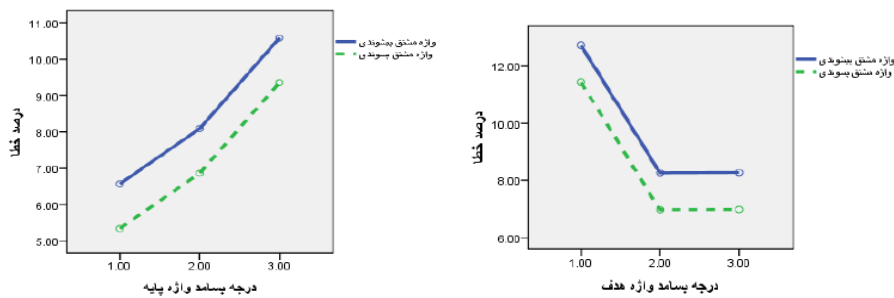 11.00
10.00
9.00
8.00
7.00
6.00
5.00
درصد خطا
1.00 2.00 3.00
درجه بسامد واژه پایه
واژه مشتق پیشوندی
واژه مشتق پسوندی
12.00
10.00
8.00
6.00
درصد خطا
1.00 2.00 3.00
درجه بسامد واژه هدف
واژه مشتق پیشوندی
واژه مشتق پسوندی